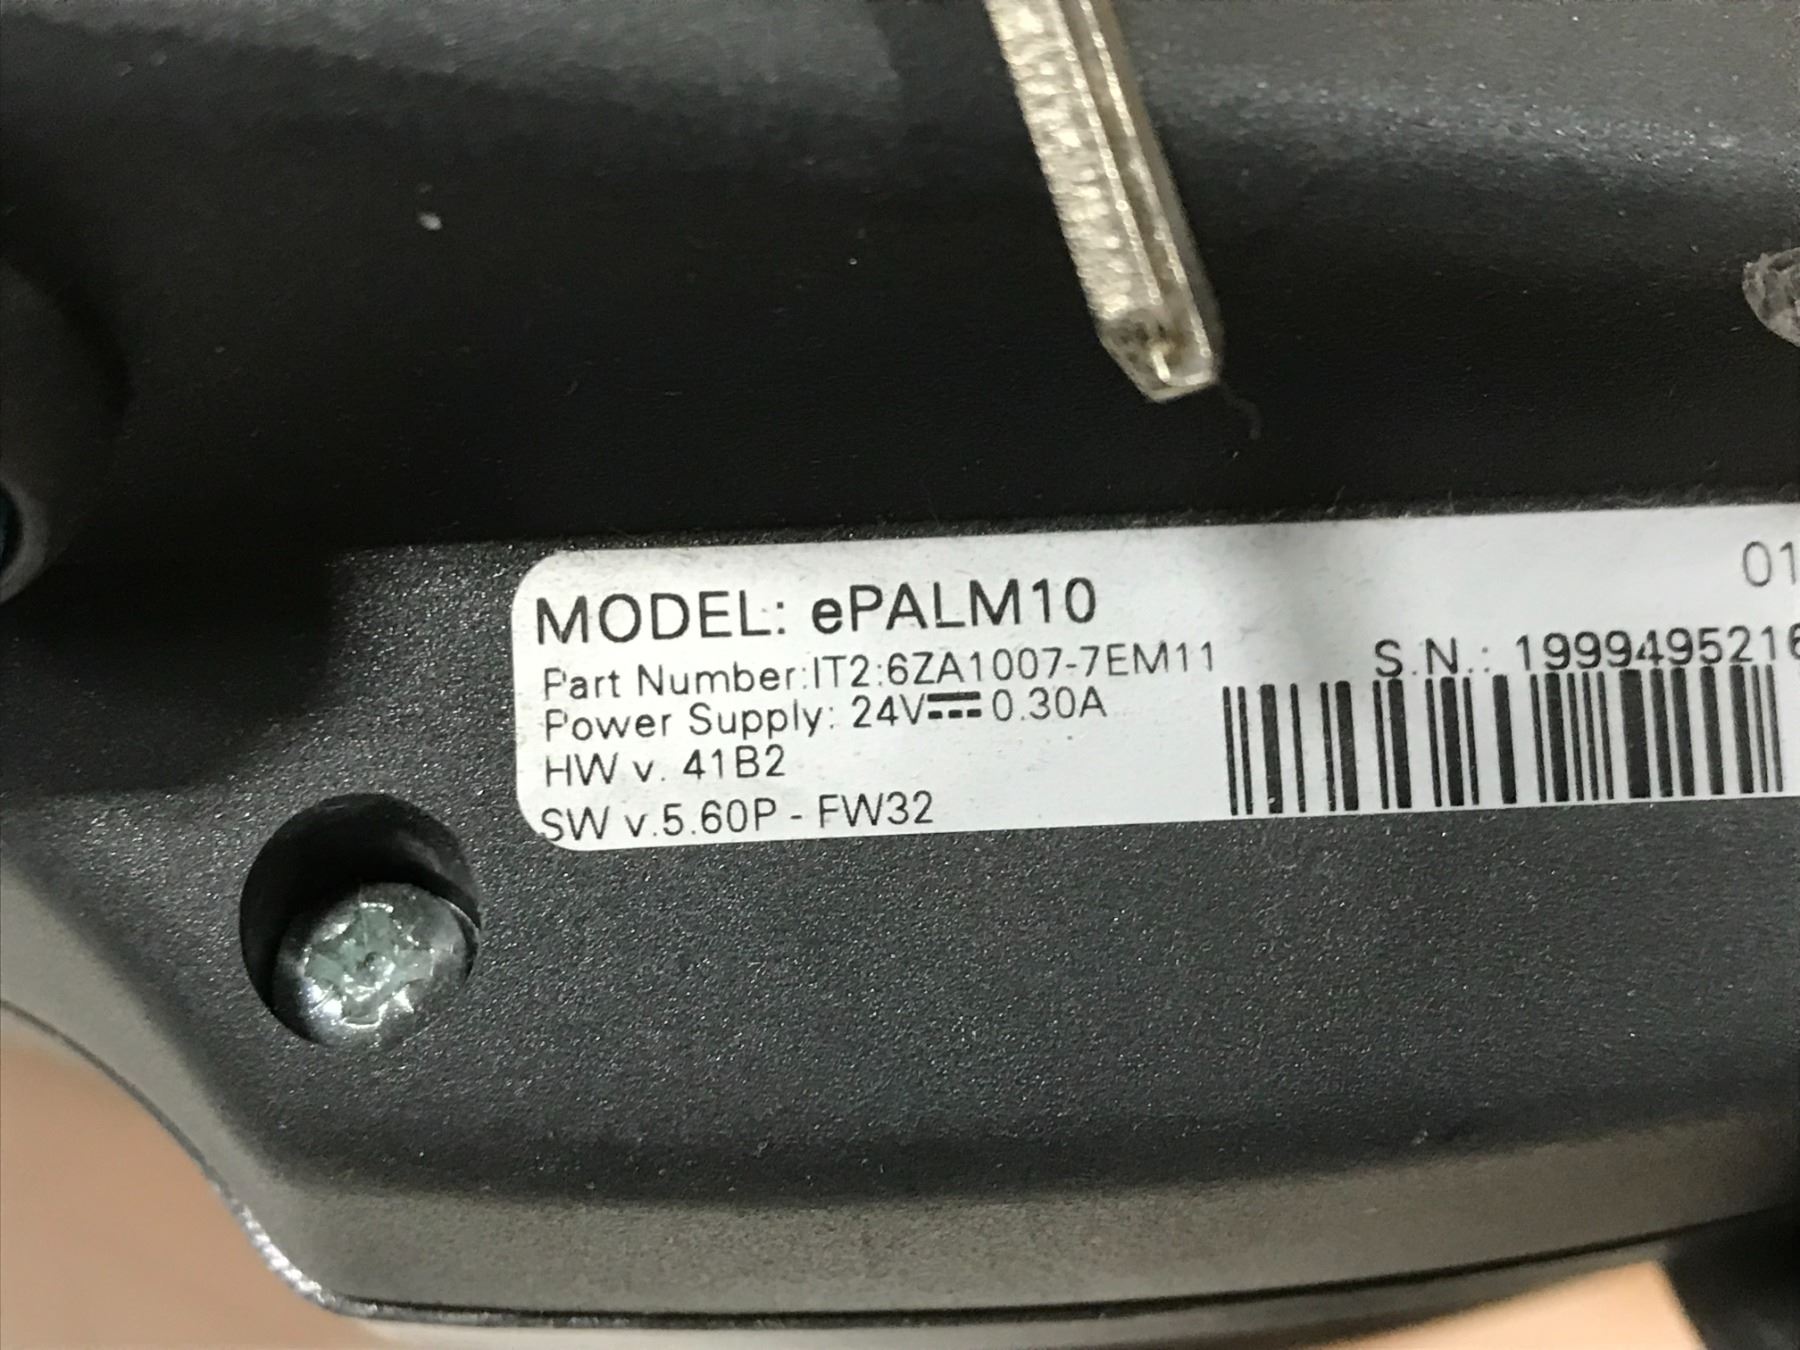 01
MODEL: ePALM10
Part Number:IT2:6ZA1007-7EM11
S.N.: 1999495216
Power Supply: 24V⎓0.30A
HW v. 41B2
SW v.5.60P - FW32